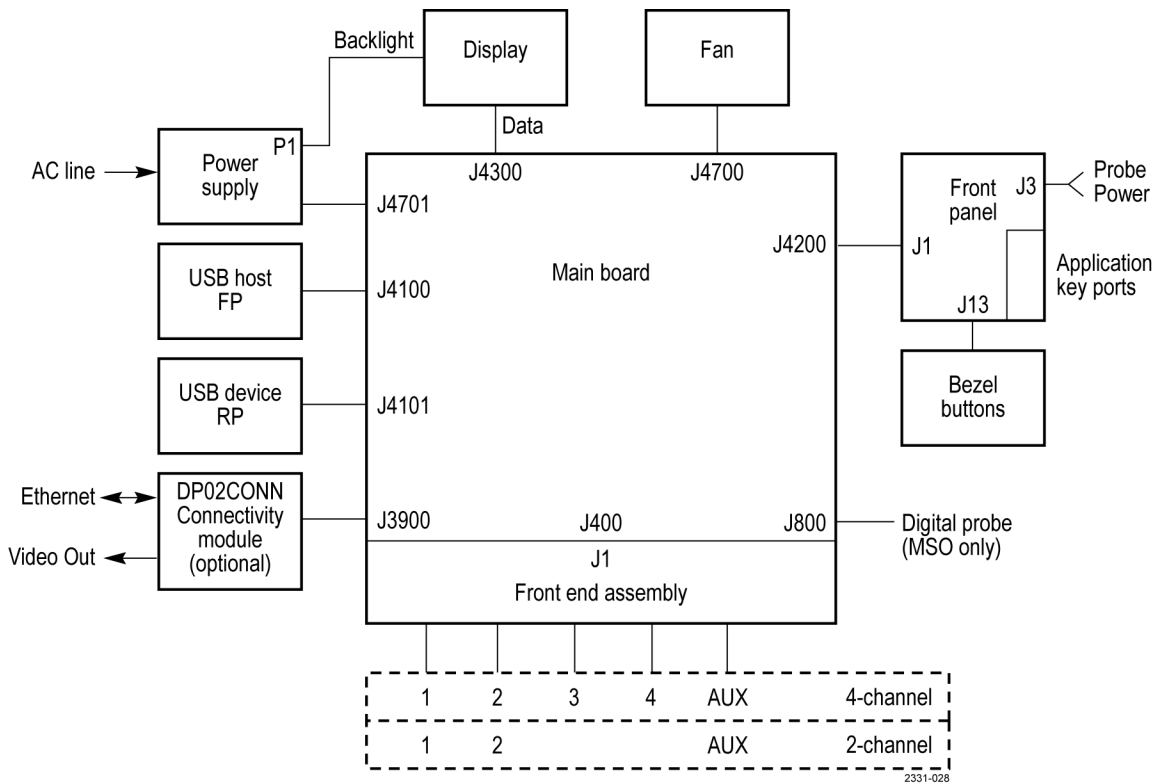 Backlight
Display
Fan
Data
P1
Power
supply
AC line
J4300
J4700
J4701
Front
panel
J3
Probe
Power
J4200
J1
Main board
USB host
FP
J4100
Application
key ports
J13
Bezel
buttons
USB device
RP
J4101
Ethernet
Video Out
DP02CONN
Connectivity
module
(optional)
J3900
J400
J800
Digital probe
(MSO only)
J1
Front end assembly
1 2 3 4 AUX 4-channel
1 2 AUX 2-channel
2331-028